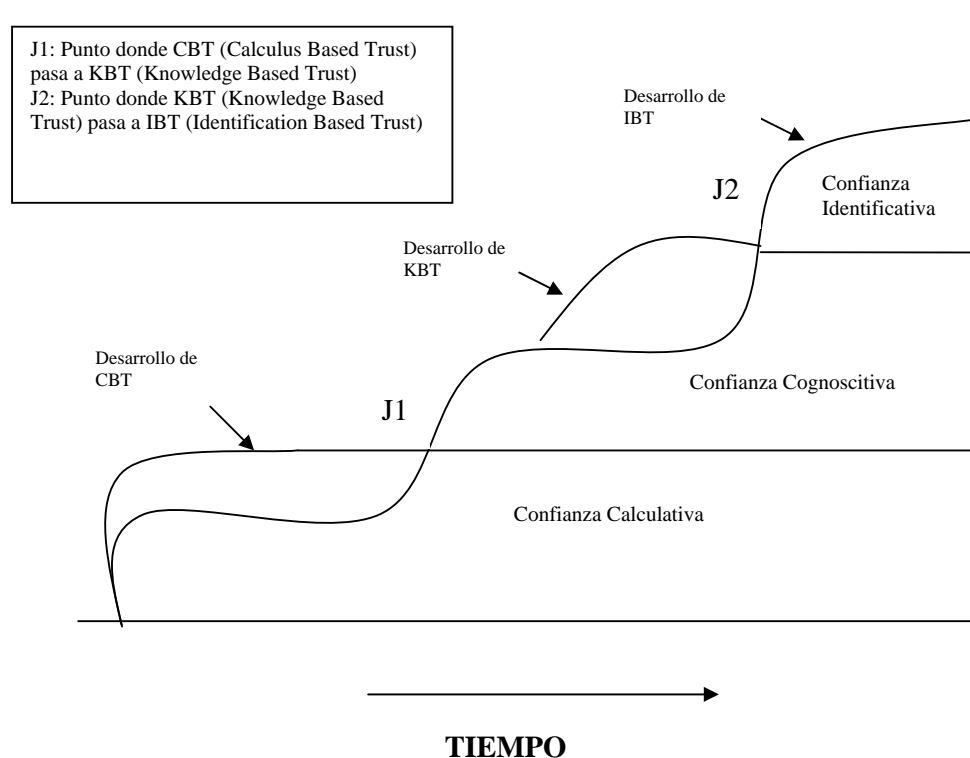 J1: Punto donde CBT (Calculus Based Trust)
pasa a KBT (Knowledge Based Trust)
J2: Punto donde KBT (Knowledge Based
Trust) pasa a IBT (Identification Based Trust)
Desarrollo de
IBT
J2
Confianza
Identificativa
Desarrollo de
KBT
Desarrollo de
CBT
Confianza Cognoscitiva
J1
Confianza Calculativa
TIEMPO